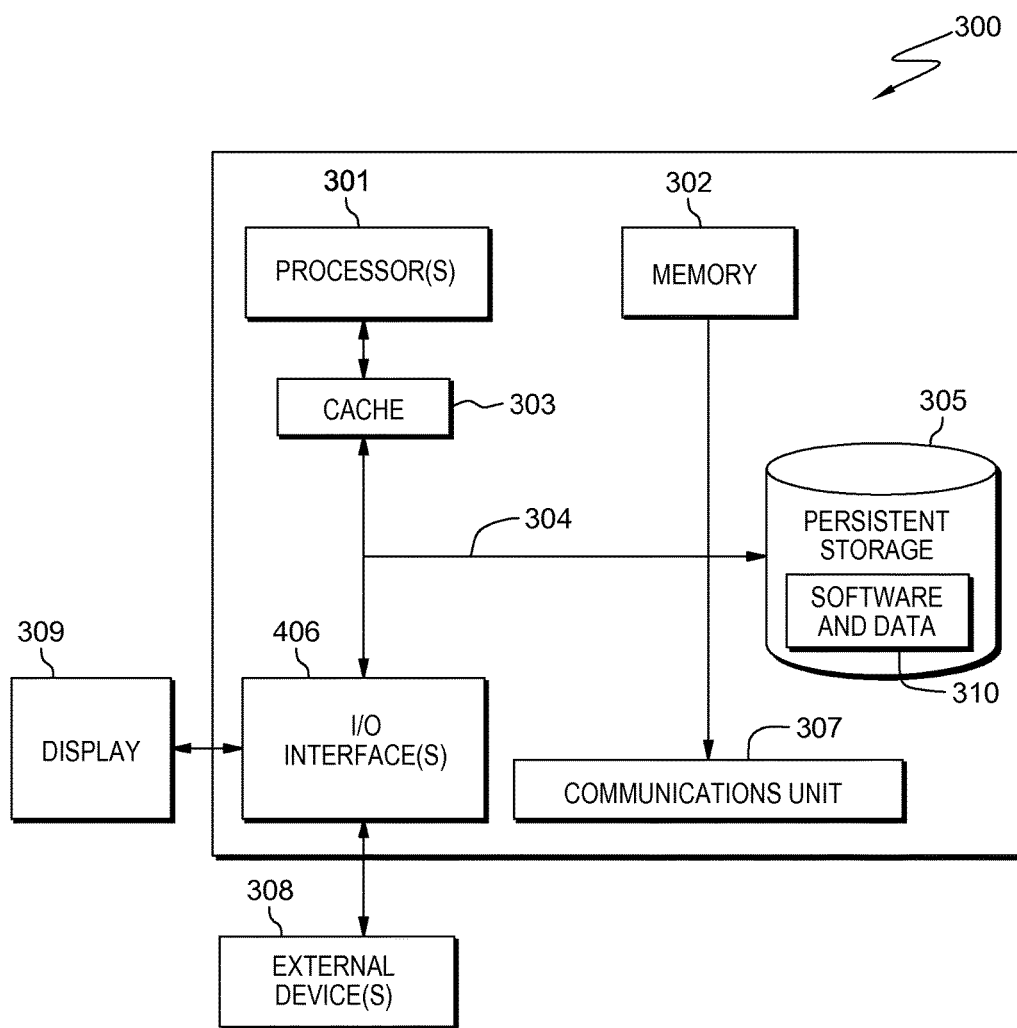 300
301
302
PROCESSOR(S)
MEMORY
CACHE
303
305
304
PERSISTENT
STORAGE
SOFTWARE
AND DATA
309
406
310
I/O
INTERFACE(S)
DISPLAY
307
COMMUNICATIONS UNIT
308
EXTERNAL
DEVICE(S)